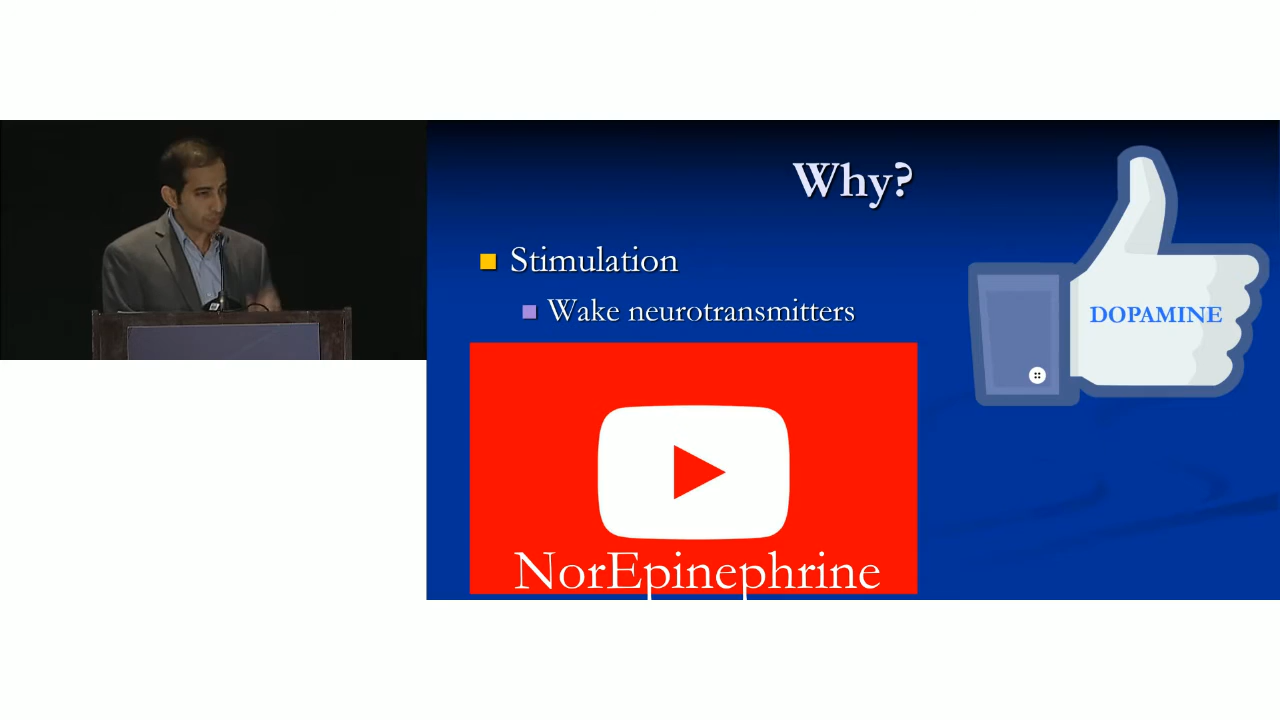 Why?
Stimulation
Wake neurotransmitters
DOPAMINE
NorEpinephrine